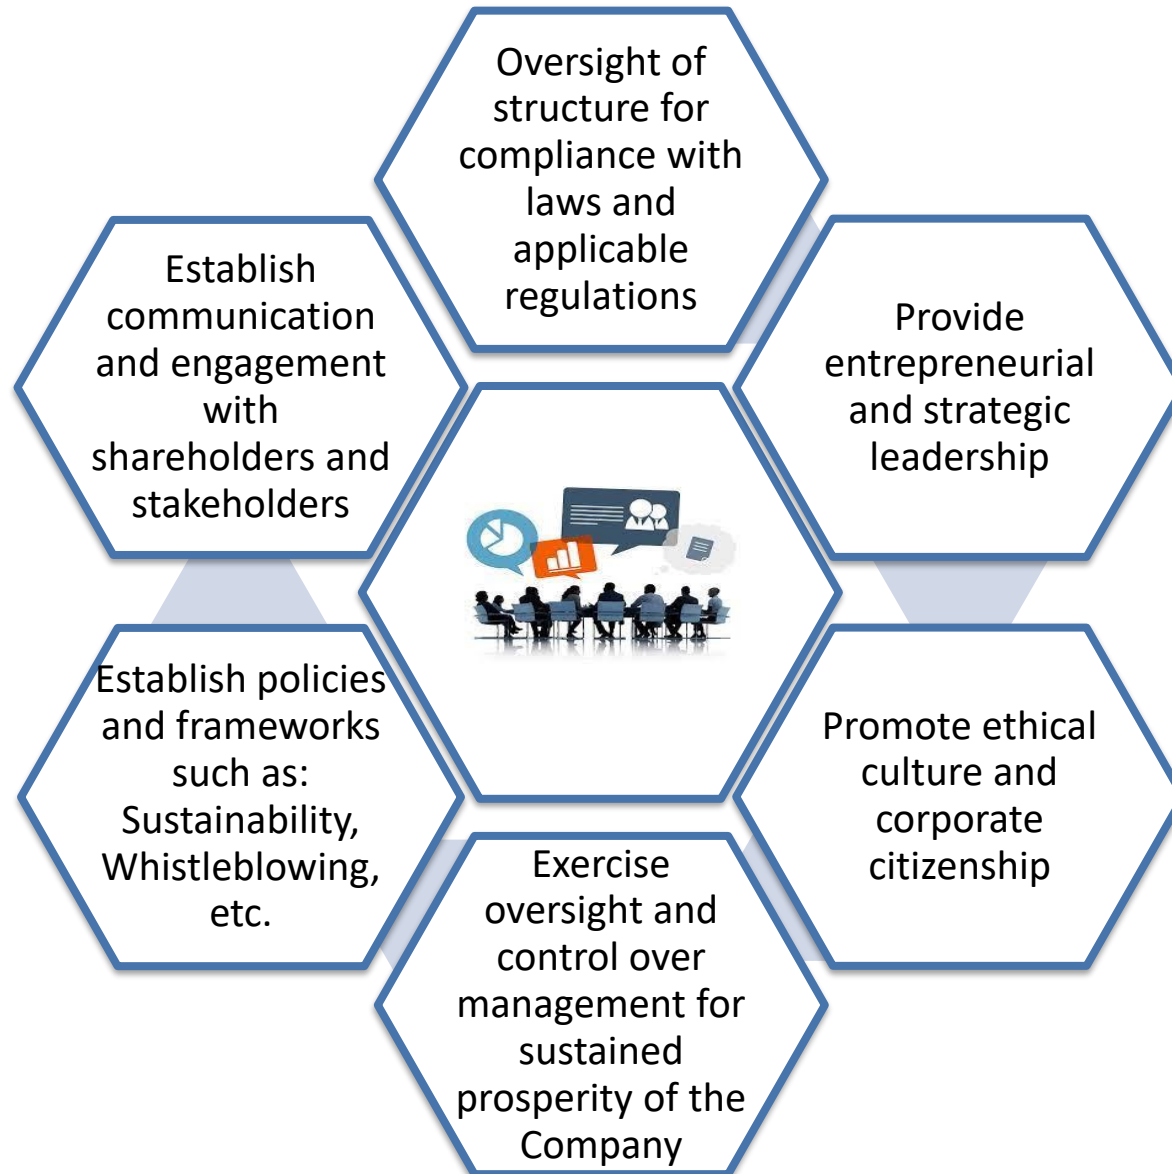 Oversight of
structure for
compliance with
laws and
applicable
regulations
Provide
entrepreneurial
and strategic
leadership
Promote ethical
culture and
corporate
citizenship
Exercise
oversight and
control over
management for
sustained
prosperity of the
Company
Establish policies
and frameworks
such as:
Sustainability,
Whistleblowing,
etc.
Establish
communication
and engagement
with
shareholders and
stakeholders